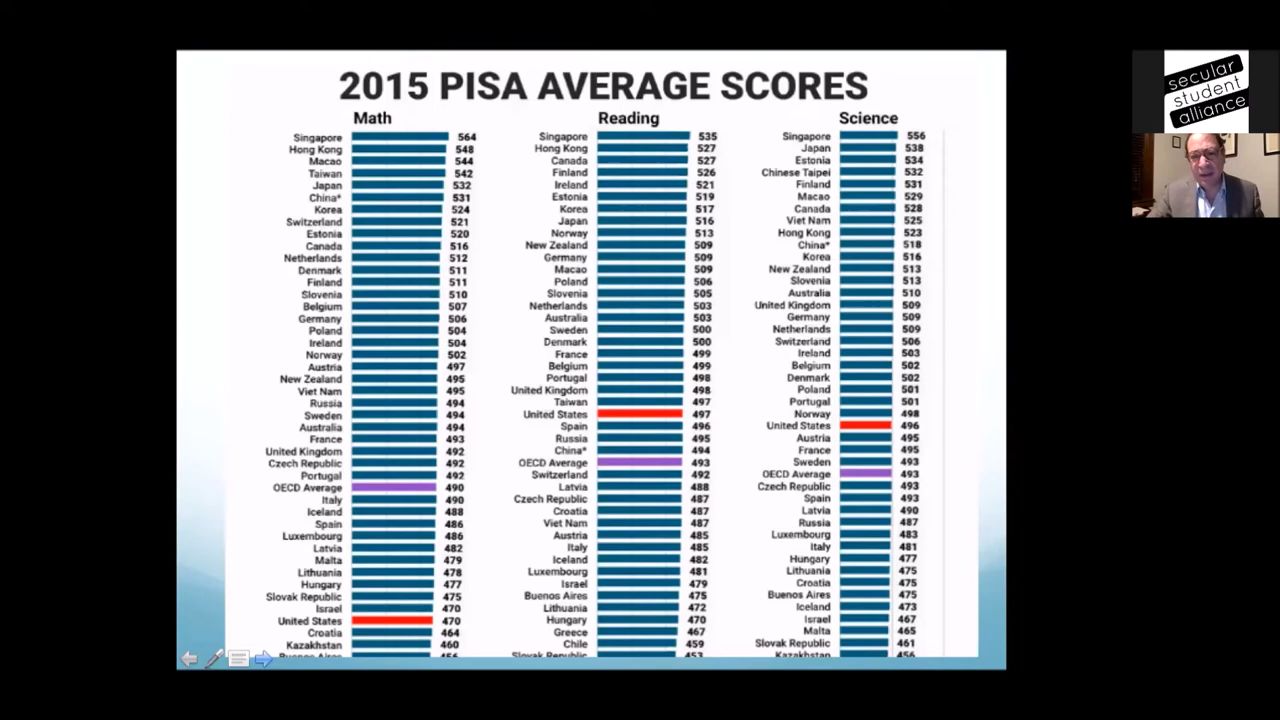 2015 PISA AVERAGE SCORES
Math
Singapore 564
Hong Kong 548
Macao 544
Taiwan 542
Japan 532
China* 531
Korea 524
Switzerland 521
Estonia 520
Canada 516
Netherlands 512
Denmark 511
Finland 511
Slovenia 510
Belgium 507
Germany 506
Poland 504
Ireland 504
Norway 502
Austria 497
New Zealand 495
Viet Nam 495
Russia 494
Sweden 494
Australia 494
France 493
United Kingdom 492
Czech Republic 492
Portugal 492
OECD Average 490
Italy 490
Iceland 488
Spain 486
Luxembourg 486
Latvia 482
Malta 479
Lithuania 478
Hungary 477
Slovak Republic 475
Israel 470
United States 470
Croatia 464
Kazakhstan 460
Buenos Aires 456
Reading
Singapore 535
Hong Kong 527
Canada 527
Finland 526
Ireland 521
Estonia 519
Korea 517
Japan 516
Norway 513
New Zealand 509
Germany 509
Macao 509
Poland 506
Slovenia 505
Netherlands 503
Australia 503
Sweden 500
Denmark 500
France 499
Belgium 499
Portugal 498
United Kingdom 498
Taiwan 497
United States 497
Spain 496
Russia 495
China* 494
OECD Average 493
Switzerland 492
Latvia 488
Czech Republic 487
Croatia 487
Viet Nam 487
Austria 485
Italy 485
Iceland 482
Luxembourg 481
Israel 479
Buenos Aires 475
Lithuania 472
Hungary 470
Greece 467
Chile 459
Slovak Republic 453
Science
Singapore 556
Japan 538
Estonia 534
Chinese Taipei 532
Finland 531
Macao 529
Canada 528
Viet Nam 525
Hong Kong 523
China* 518
Korea 516
New Zealand 513
Slovenia 513
Australia 510
United Kingdom 509
Germany 509
Netherlands 509
Switzerland 506
Ireland 503
Belgium 502
Denmark 502
Poland 501
Portugal 501
Norway 498
United States 496
Austria 495
France 495
Sweden 493
OECD Average 493
Czech Republic 493
Spain 493
Latvia 490
Russia 487
Luxembourg 483
Italy 481
Hungary 477
Lithuania 475
Croatia 475
Buenos Aires 475
Iceland 473
Israel 467
Malta 465
Slovak Republic 461
Kazakhstan 456
secular
student
alliance